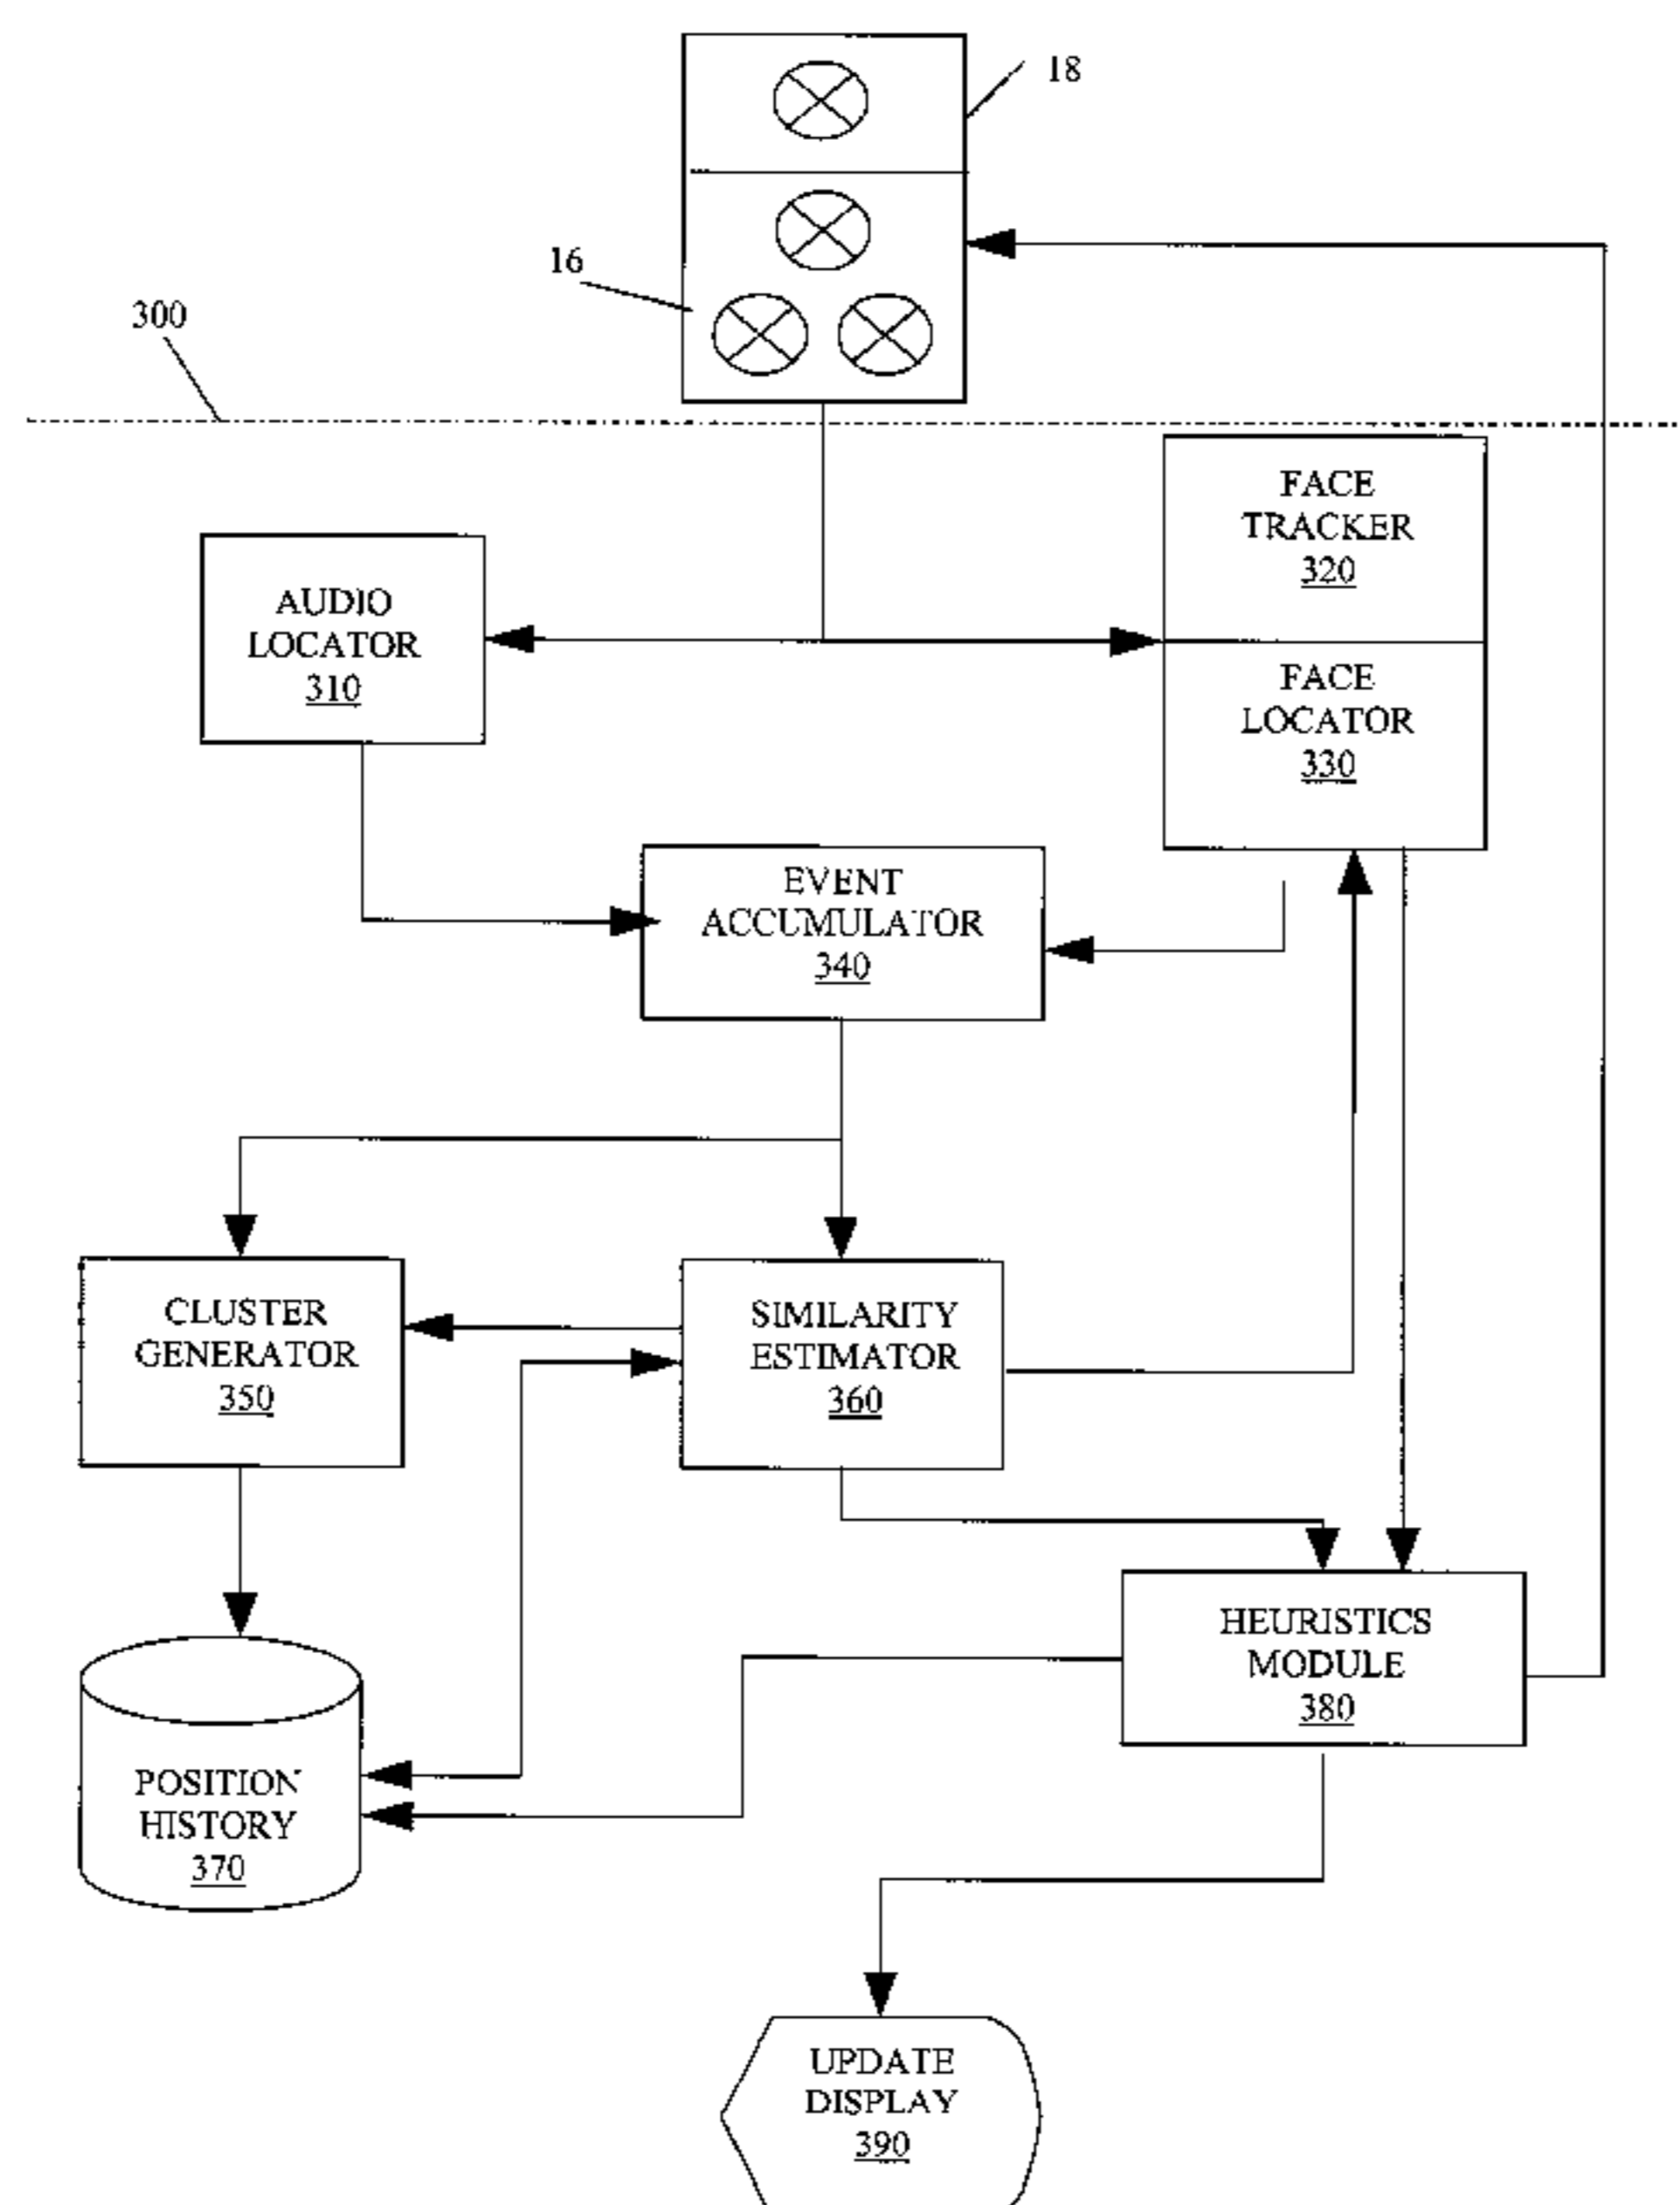 18
16
300
FACE
TRACKER
320
AUDIO
LOCATOR
310
FACE
LOCATOR
330
EVENT
ACCUMULATOR
340
CLUSTER
GENERATOR
350
SIMILARITY
ESTIMATOR
360
HEURISTICS
MODULE
380
POSITION
HISTORY
370
UPDATE
DISPLAY
390